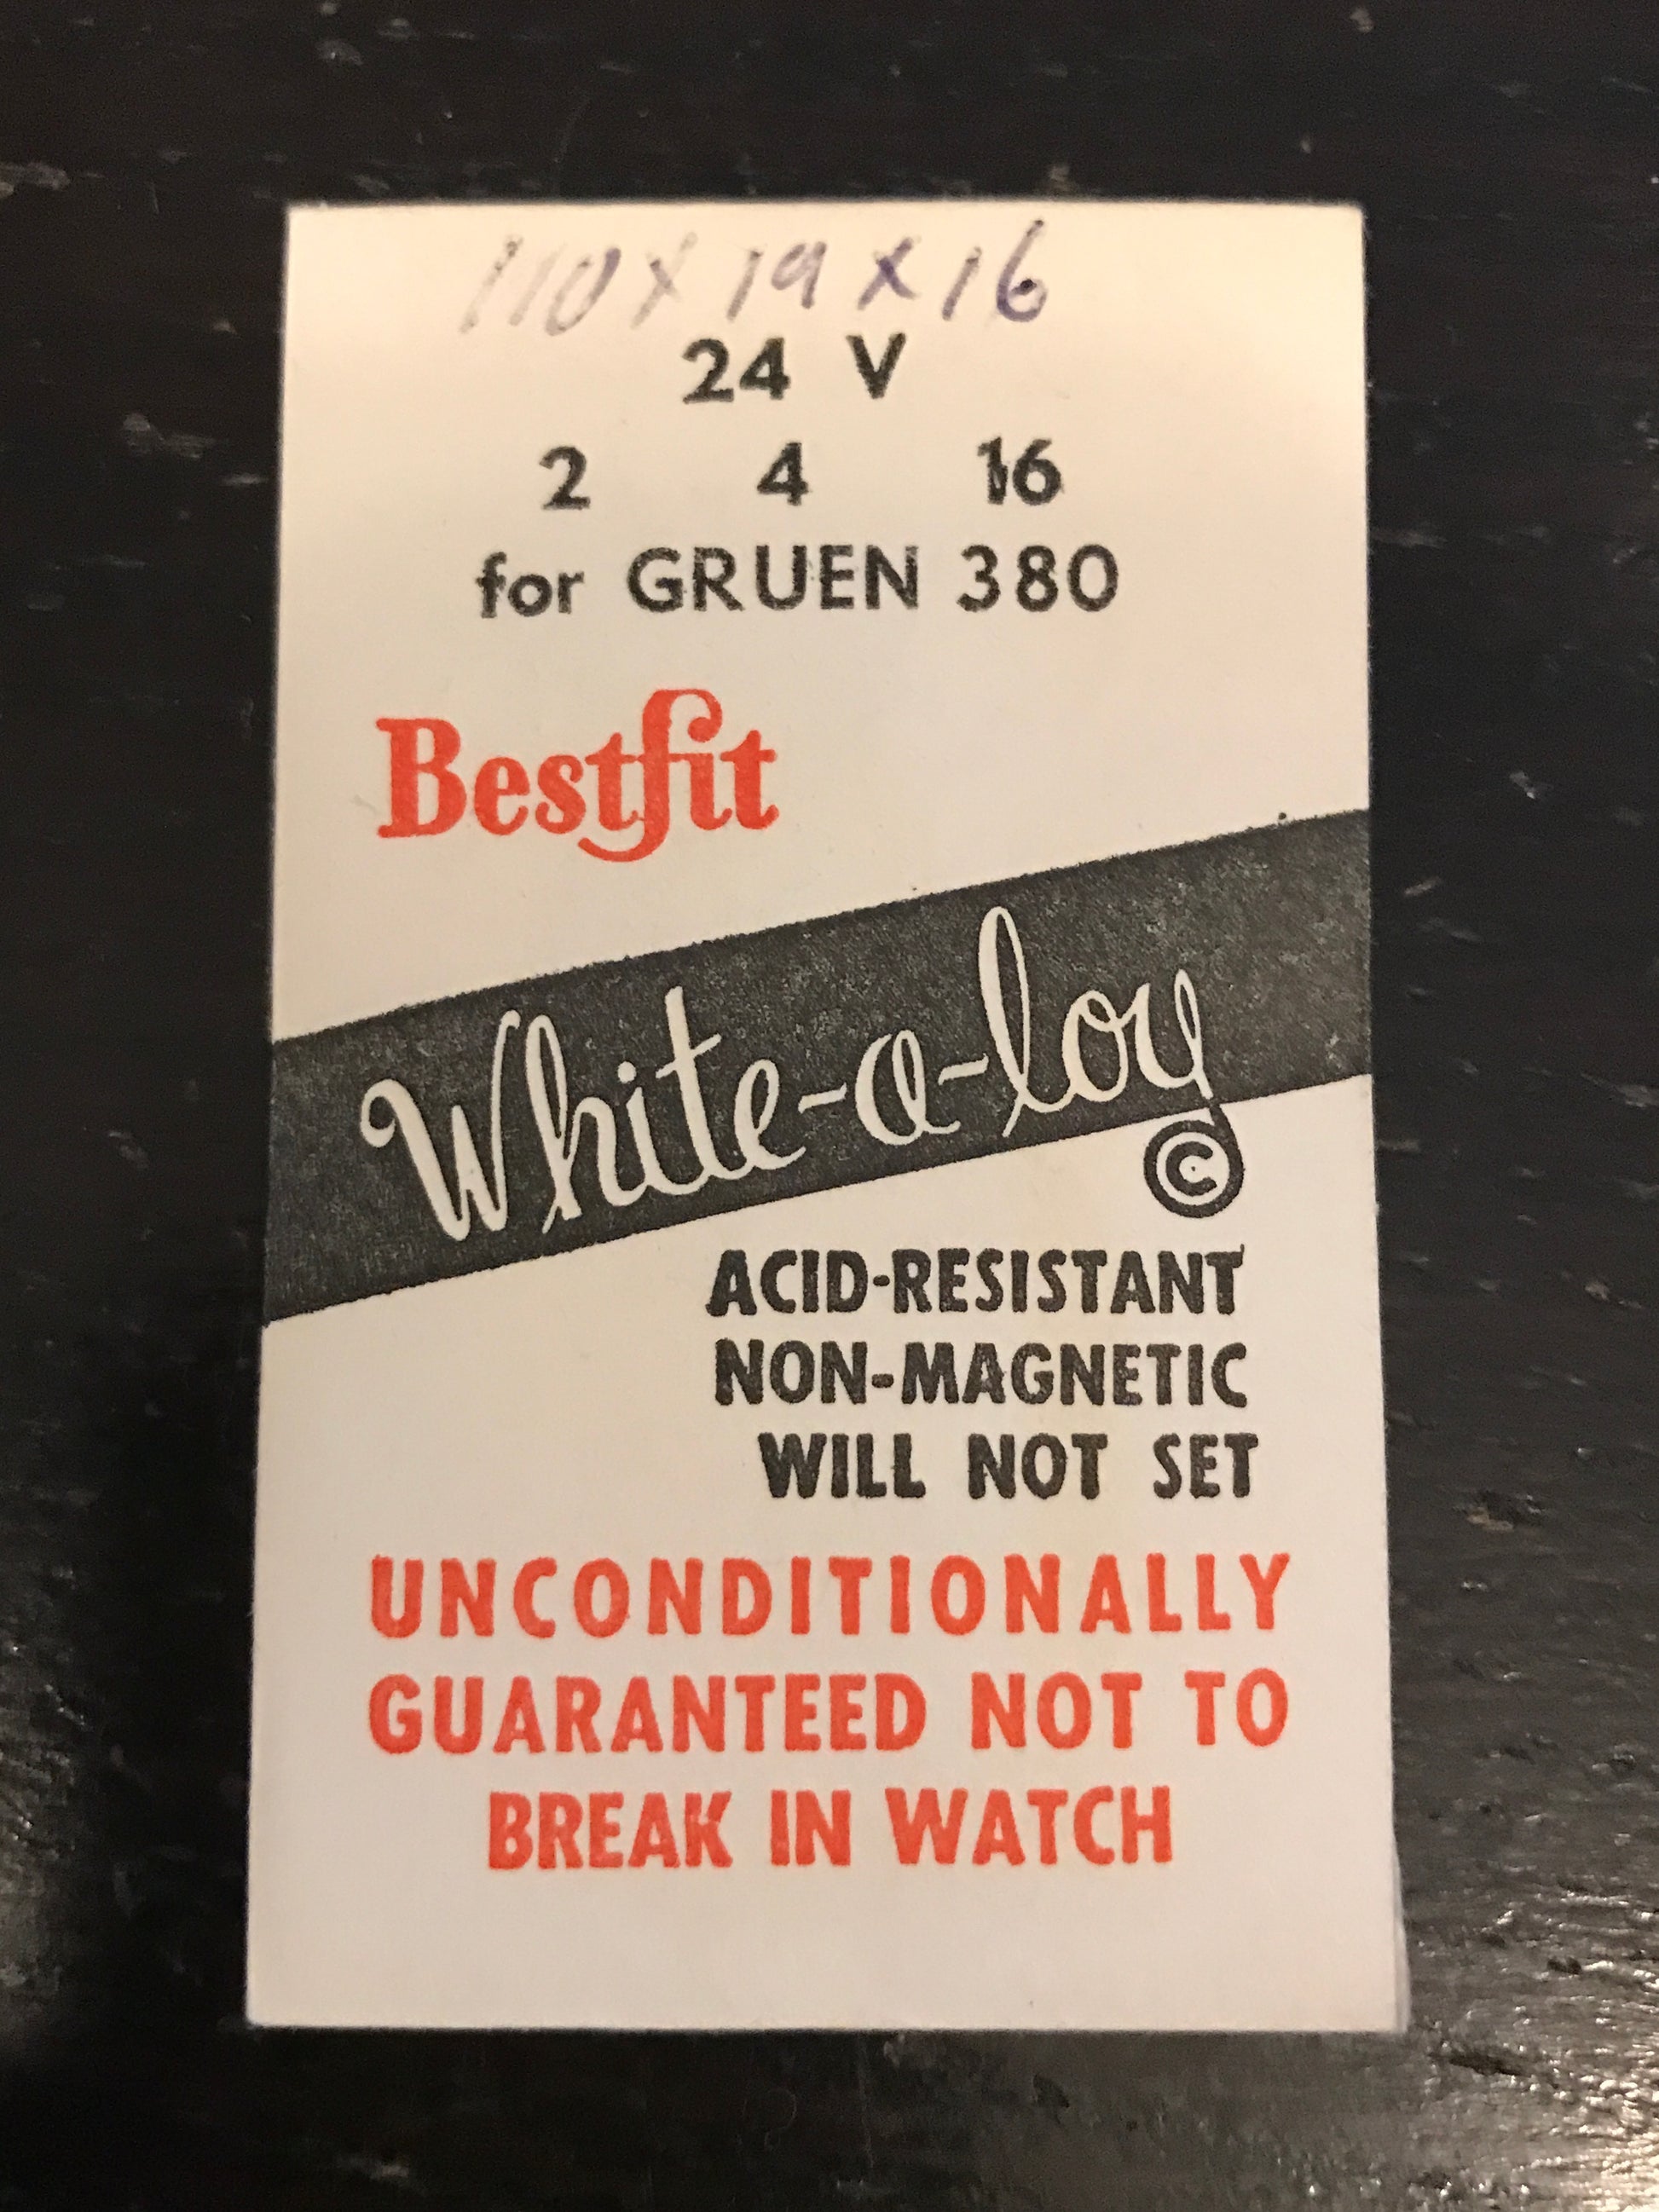 110 x 19 x 16
24 V
2 4 16
for GRUEN 380
Bestfit
White-a-loy
©
ACID-RESISTANT
NON-MAGNETIC
WILL NOT SET
UNCONDITIONALLY
GUARANTEED NOT TO
BREAK IN WATCH